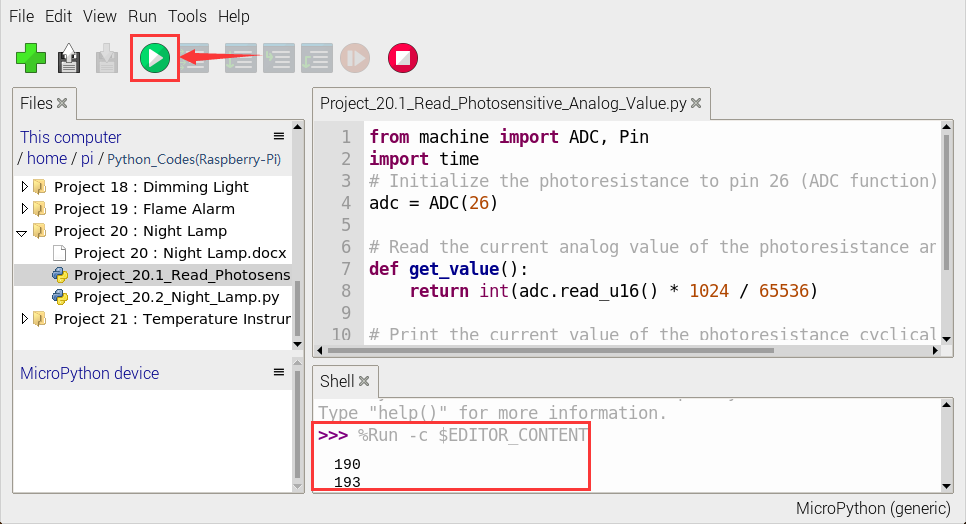 File Edit View Run Tools Help
Files
This computer
/ home / pi / Python_Codes(Raspberry-Pi)
Project 18 : Dimming Light
Project 19 : Flame Alarm
Project 20 : Night Lamp
Project 20 : Night Lamp.docx
Project_20.1_Read_Photosens
Project_20.2_Night_Lamp.py
Project 21 : Temperature Instrur
MicroPython device
Project_20.1_Read_Photosensitive_Analog_Value.py
1 from machine import ADC, Pin
2 import time
3 # Initialize the photoresistance to pin 26 (ADC function)
4 adc = ADC(26)
5
6 # Read the current analog value of the photoresistance an
7 def get_value():
8 return int(adc.read_u16() * 1024 / 65536)
9
10 # Print the current value of the photoresistance cyclical
Shell
Type "help()" for more information.
>>> %Run -c $EDITOR_CONTENT
190
193
MicroPython (generic)